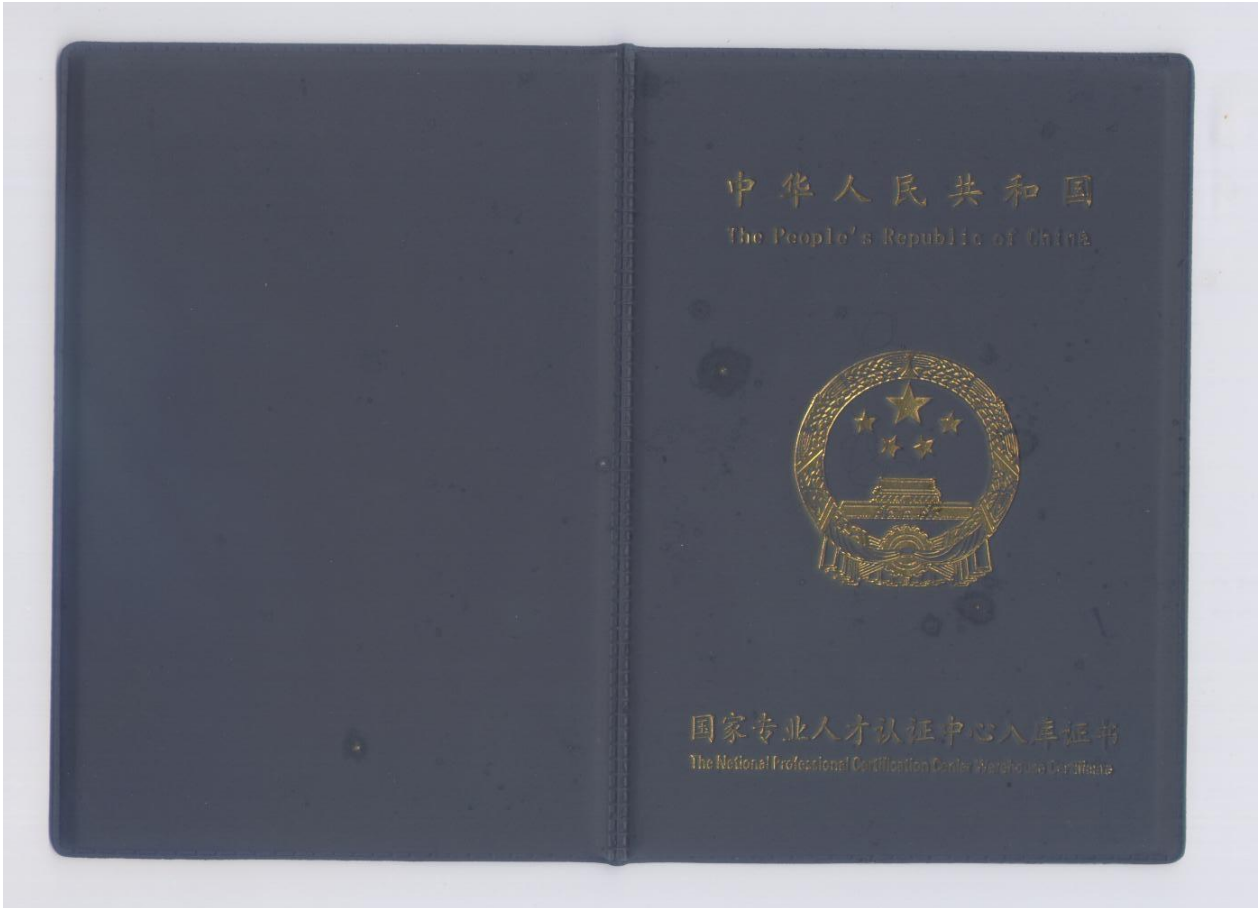 中华人民共和国
The People's Republic of China
国家专业人才认证中心入库证书
The National Professional Certification Center Warehouse Certificate